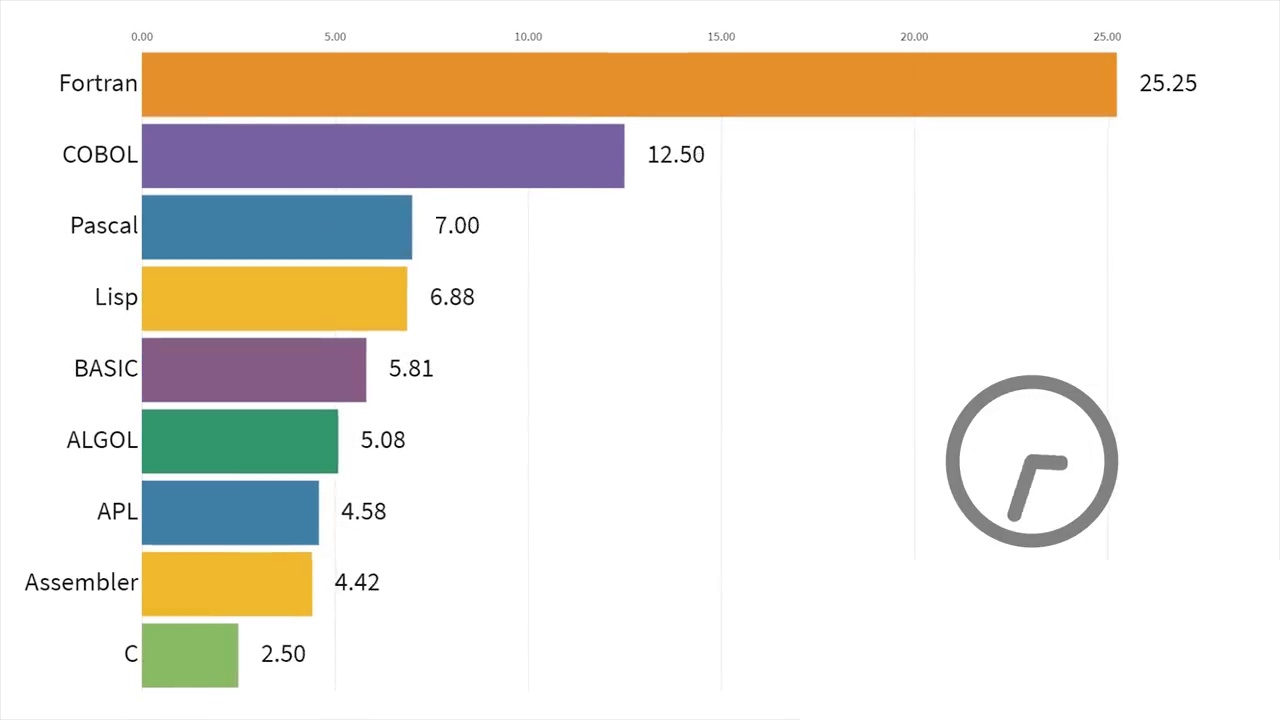 0.00 5.00 10.00 15.00 20.00 25.00
Fortran 25.25
COBOL 12.50
Pascal 7.00
Lisp 6.88
BASIC 5.81
ALGOL 5.08
APL 4.58
Assembler 4.42
C 2.50